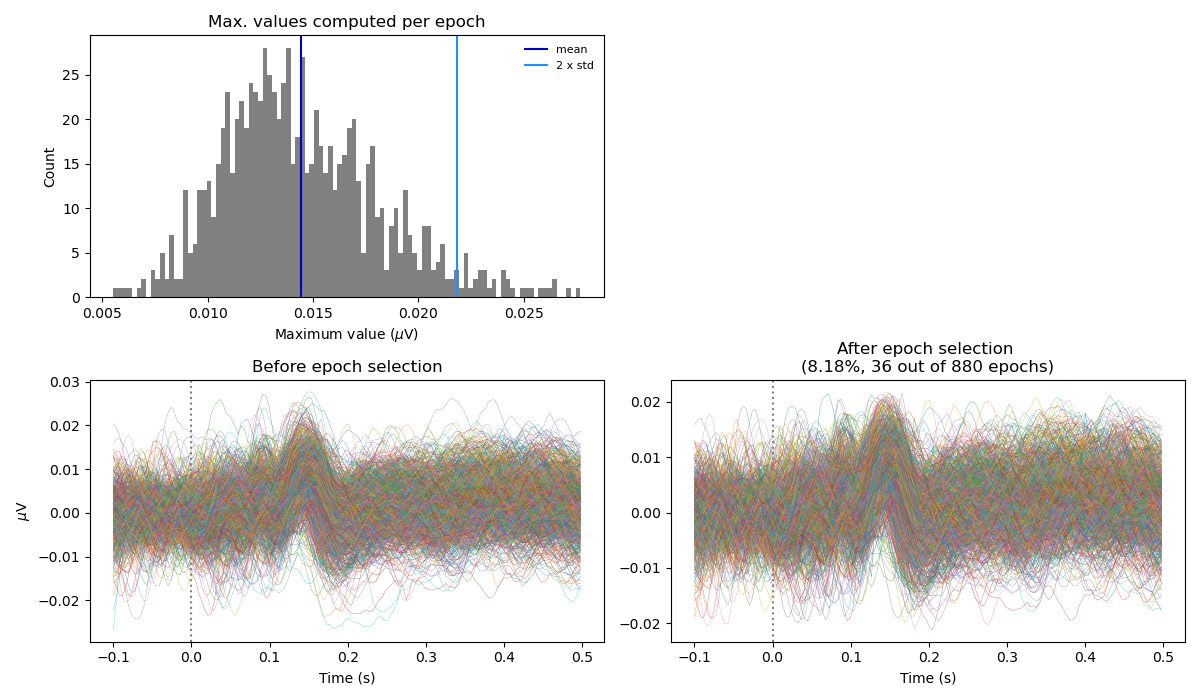 Max. values computed per epoch
mean
2 x std
Count
25
20
15
10
5
0
0.005 0.010 0.015 0.020 0.025
Maximum value (μV)
Before epoch selection
μV
0.03
0.02
0.01
0.00
−0.01
−0.02
−0.1 0.0 0.1 0.2 0.3 0.4 0.5
Time (s)
After epoch selection
(8.18%, 36 out of 880 epochs)
0.02
0.01
0.00
−0.01
−0.02
−0.1 0.0 0.1 0.2 0.3 0.4 0.5
Time (s)